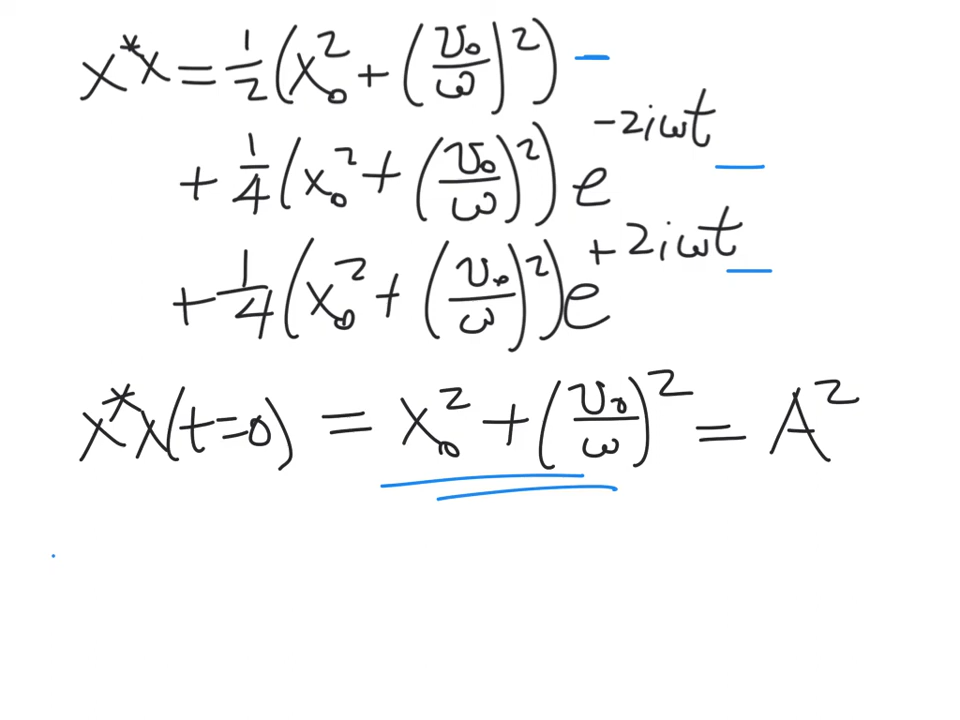 x*x = 1/2 (x₀² + (v₀/ω)²)
+ 1/4 (x₀² + (v₀/ω)²) e^{-2iωt}
+ 1/4 (x₀² + (v₀/ω)²) e^{+2iωt}
x*x(t=0) = x₀² + (v₀/ω)² = A²